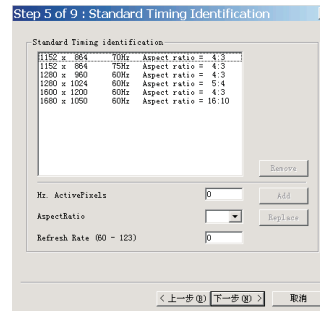 Step 5 of 9 : Standard Timing Identification
Standard Timing identification
1152 x 864 70Hz Aspect ratio = 4:3
1152 x 864 75Hz Aspect ratio = 4:3
1280 x 960 60Hz Aspect ratio = 4:3
1280 x 1024 60Hz Aspect ratio = 5:4
1600 x 1200 60Hz Aspect ratio = 4:3
1680 x 1050 60Hz Aspect ratio = 16:10
Remove
Hz. ActivePixels 0 Add
AspectRatio Replace
Refresh Rate (60 - 123) 0
< 上一步(B) 下一步(N) > 取消